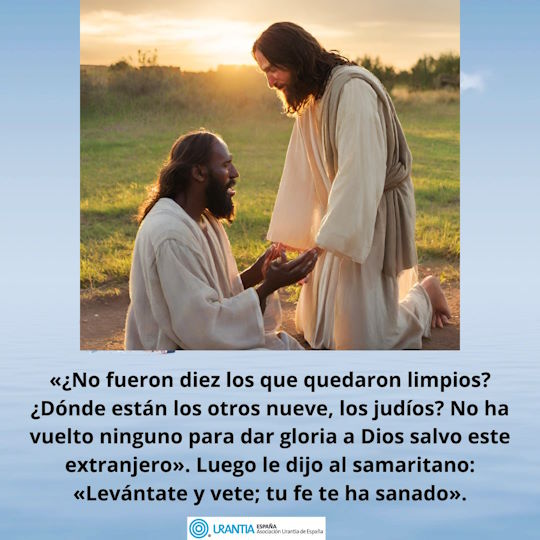 «¿No fueron diez los que quedaron limpios?
¿Dónde están los otros nueve, los judíos? No ha
vuelto ninguno para dar gloria a Dios salvo este
extranjero». Luego le dijo al samaritano:
«Levántate y vete; tu fe te ha sanado».
URANTIA ESPAÑA
Asociación Urantia de España